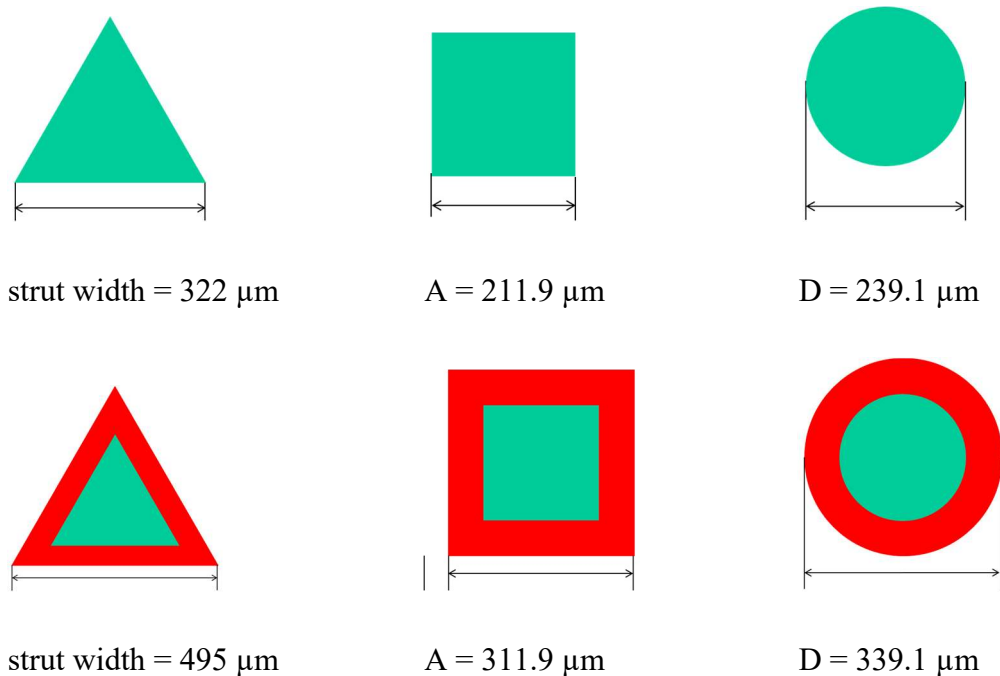 strut width = 322 µm
A = 211.9 µm
D = 239.1 µm
strut width = 495 µm
A = 311.9 µm
D = 339.1 µm